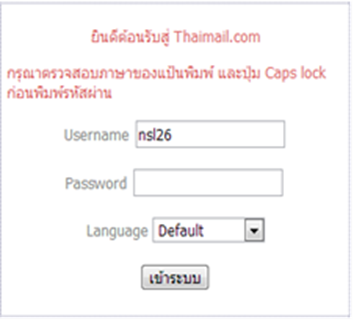 ยินดีต้อนรับสู่ Thaimail.com
กรุณาตรวจสอบภาษาของแป้นพิมพ์ และปุ่ม Caps lock
ก่อนพิมพ์รหัสผ่าน
Username nsl26
Password
Language Default
เข้าระบบ